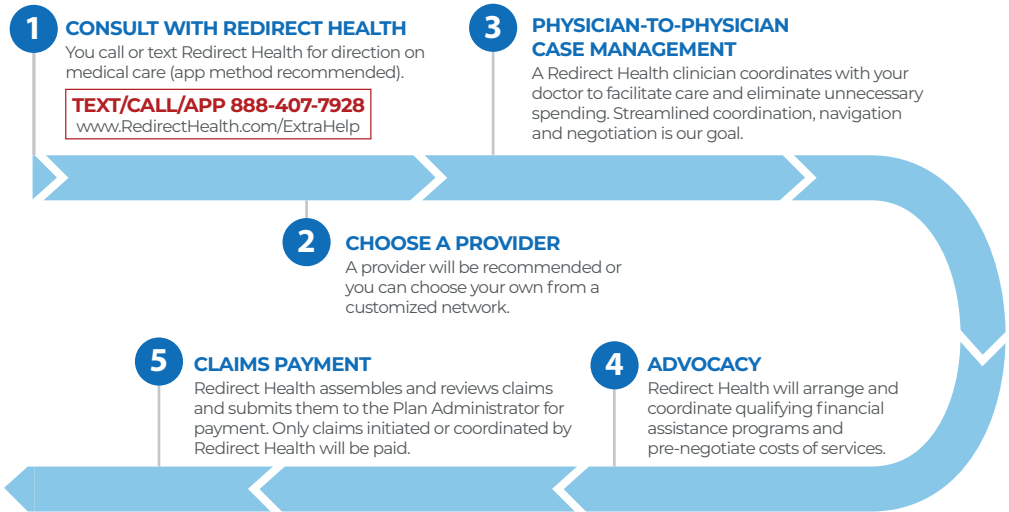 1
CONSULT WITH REDIRECT HEALTH
You call or text Redirect Health for direction on
medical care (app method recommended).
TEXT/CALL/APP 888-407-7928
www.RedirectHealth.com/ExtraHelp
2
CHOOSE A PROVIDER
A provider will be recommended or
you can choose your own from a
customized network.
3
PHYSICIAN-TO-PHYSICIAN
CASE MANAGEMENT
A Redirect Health clinician coordinates with your
doctor to facilitate care and eliminate unnecessary
spending. Streamlined coordination, navigation
and negotiation is our goal.
4
ADVOCACY
Redirect Health will arrange and
coordinate qualifying financial
assistance programs and
pre-negotiate costs of services.
5
CLAIMS PAYMENT
Redirect Health assembles and reviews claims
and submits them to the Plan Administrator for
payment. Only claims initiated or coordinated by
Redirect Health will be paid.